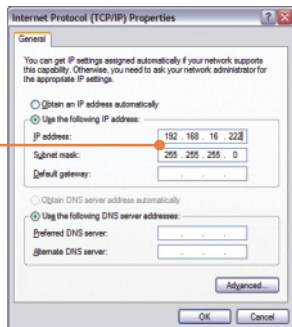 Internet Protocol (TCP/IP) Properties
General
You can get IP settings assigned automatically if your network supports
this capability. Otherwise, you need to ask your network administrator for
the appropriate IP settings.
Obtain an IP address automatically
Use the following IP address:
IP address: 192 . 168 . 16 . 222
Subnet mask: 255 . 255 . 255 . 0
Default gateway: . . .
Obtain DNS server address automatically
Use the following DNS server addresses:
Preferred DNS server: . . .
Alternate DNS server: . . .
Advanced...
OK Cancel